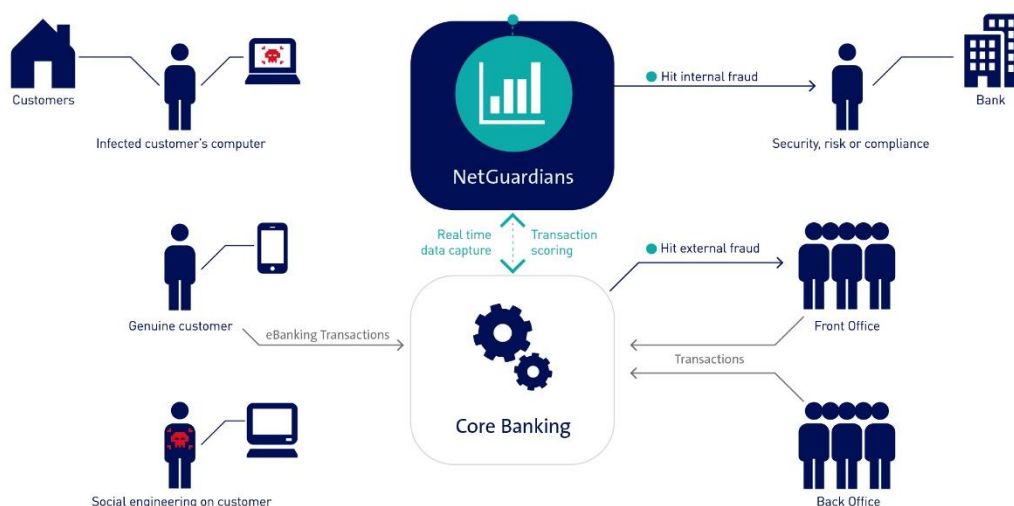 Customers
Infected customer's computer
NetGuardians
Hit internal fraud
Security, risk or compliance
Bank
Real time
data capture
Transaction
scoring
Genuine customer
eBanking Transactions
Hit external fraud
Front Office
Transactions
Core Banking
Social engineering on customer
Back Office